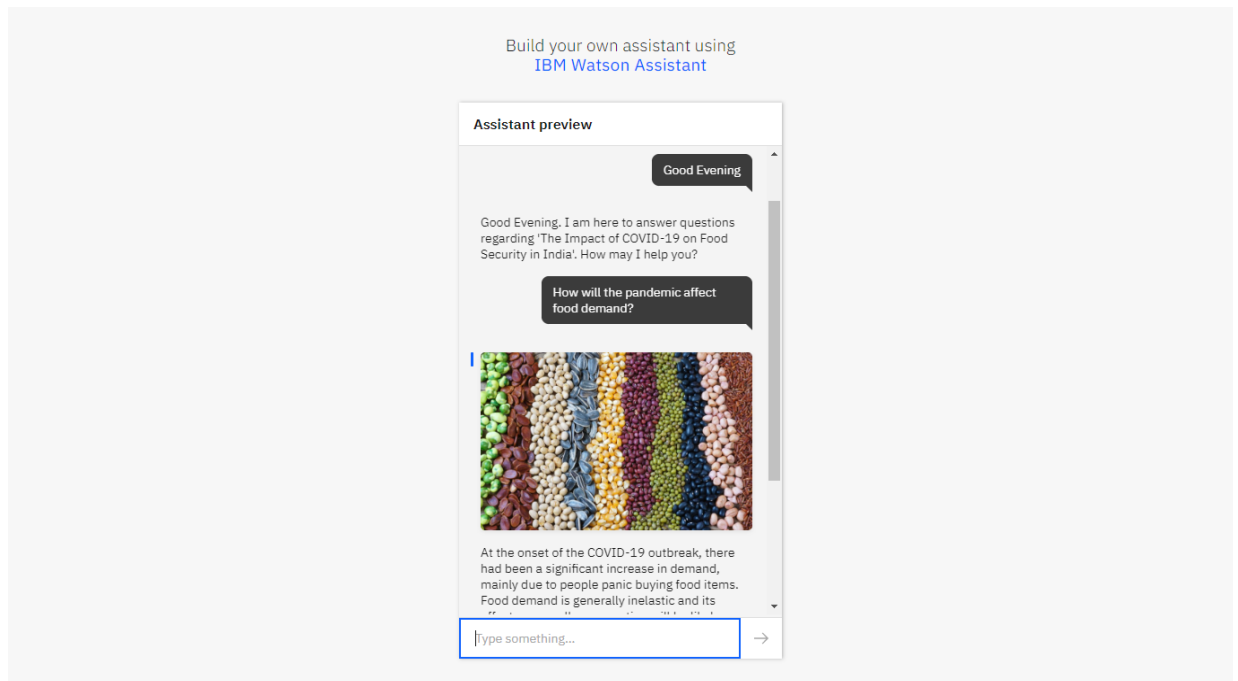 Build your own assistant using
IBM Watson Assistant
Assistant preview
Good Evening
Good Evening. I am here to answer questions
regarding 'The Impact of COVID-19 on Food
Security in India'. How may I help you?
How will the pandemic affect
food demand?
At the onset of the COVID-19 outbreak, there
had been a significant increase in demand,
mainly due to people panic buying food items.
Food demand is generally inelastic and its
Type something...